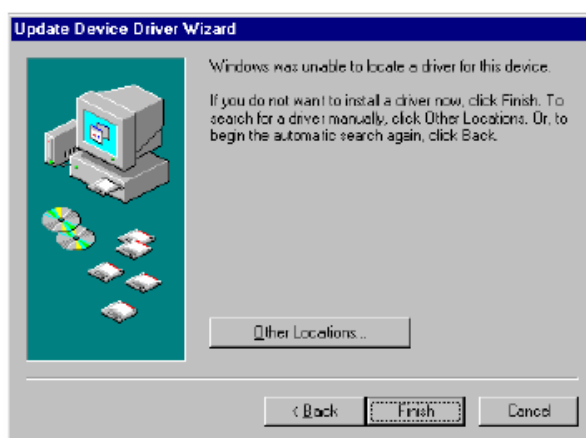 Update Device Driver Wizard
Windows was unable to locate a driver for this device.
If you do not want to install a driver now, click Finish. To
search for a driver manually, click Other Locations. Or, to
begin the automatic search again, click Back.
Other Locations...
< Back
Finish
Cancel